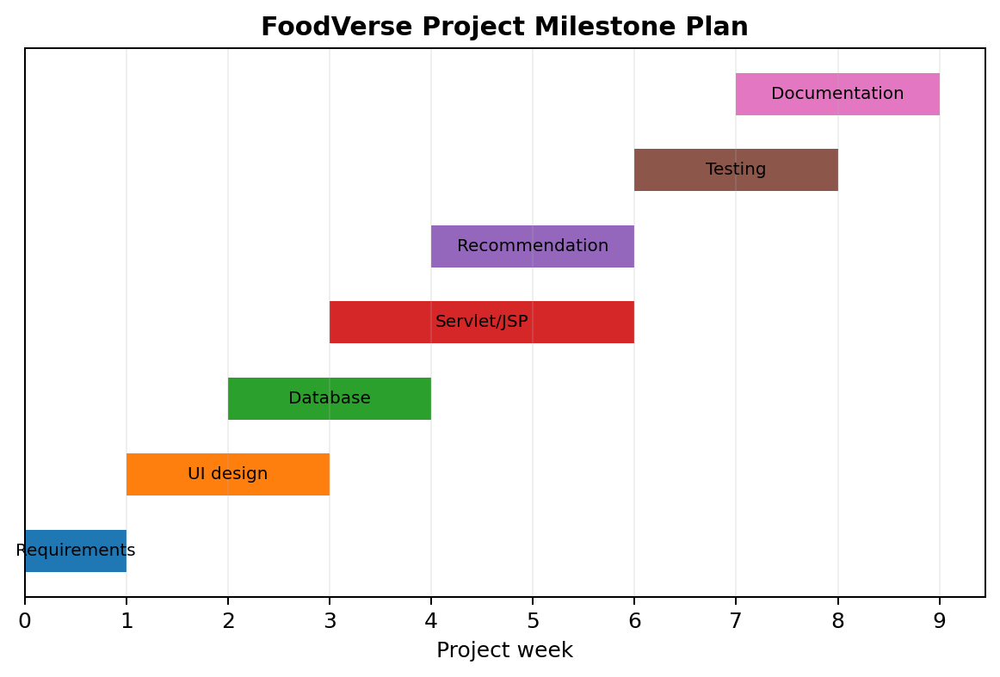 FoodVerse Project Milestone Plan
Documentation
Testing
Recommendation
Servlet/JSP
Database
UI design
Requirements
0 1 2 3 4 5 6 7 8 9
Project week